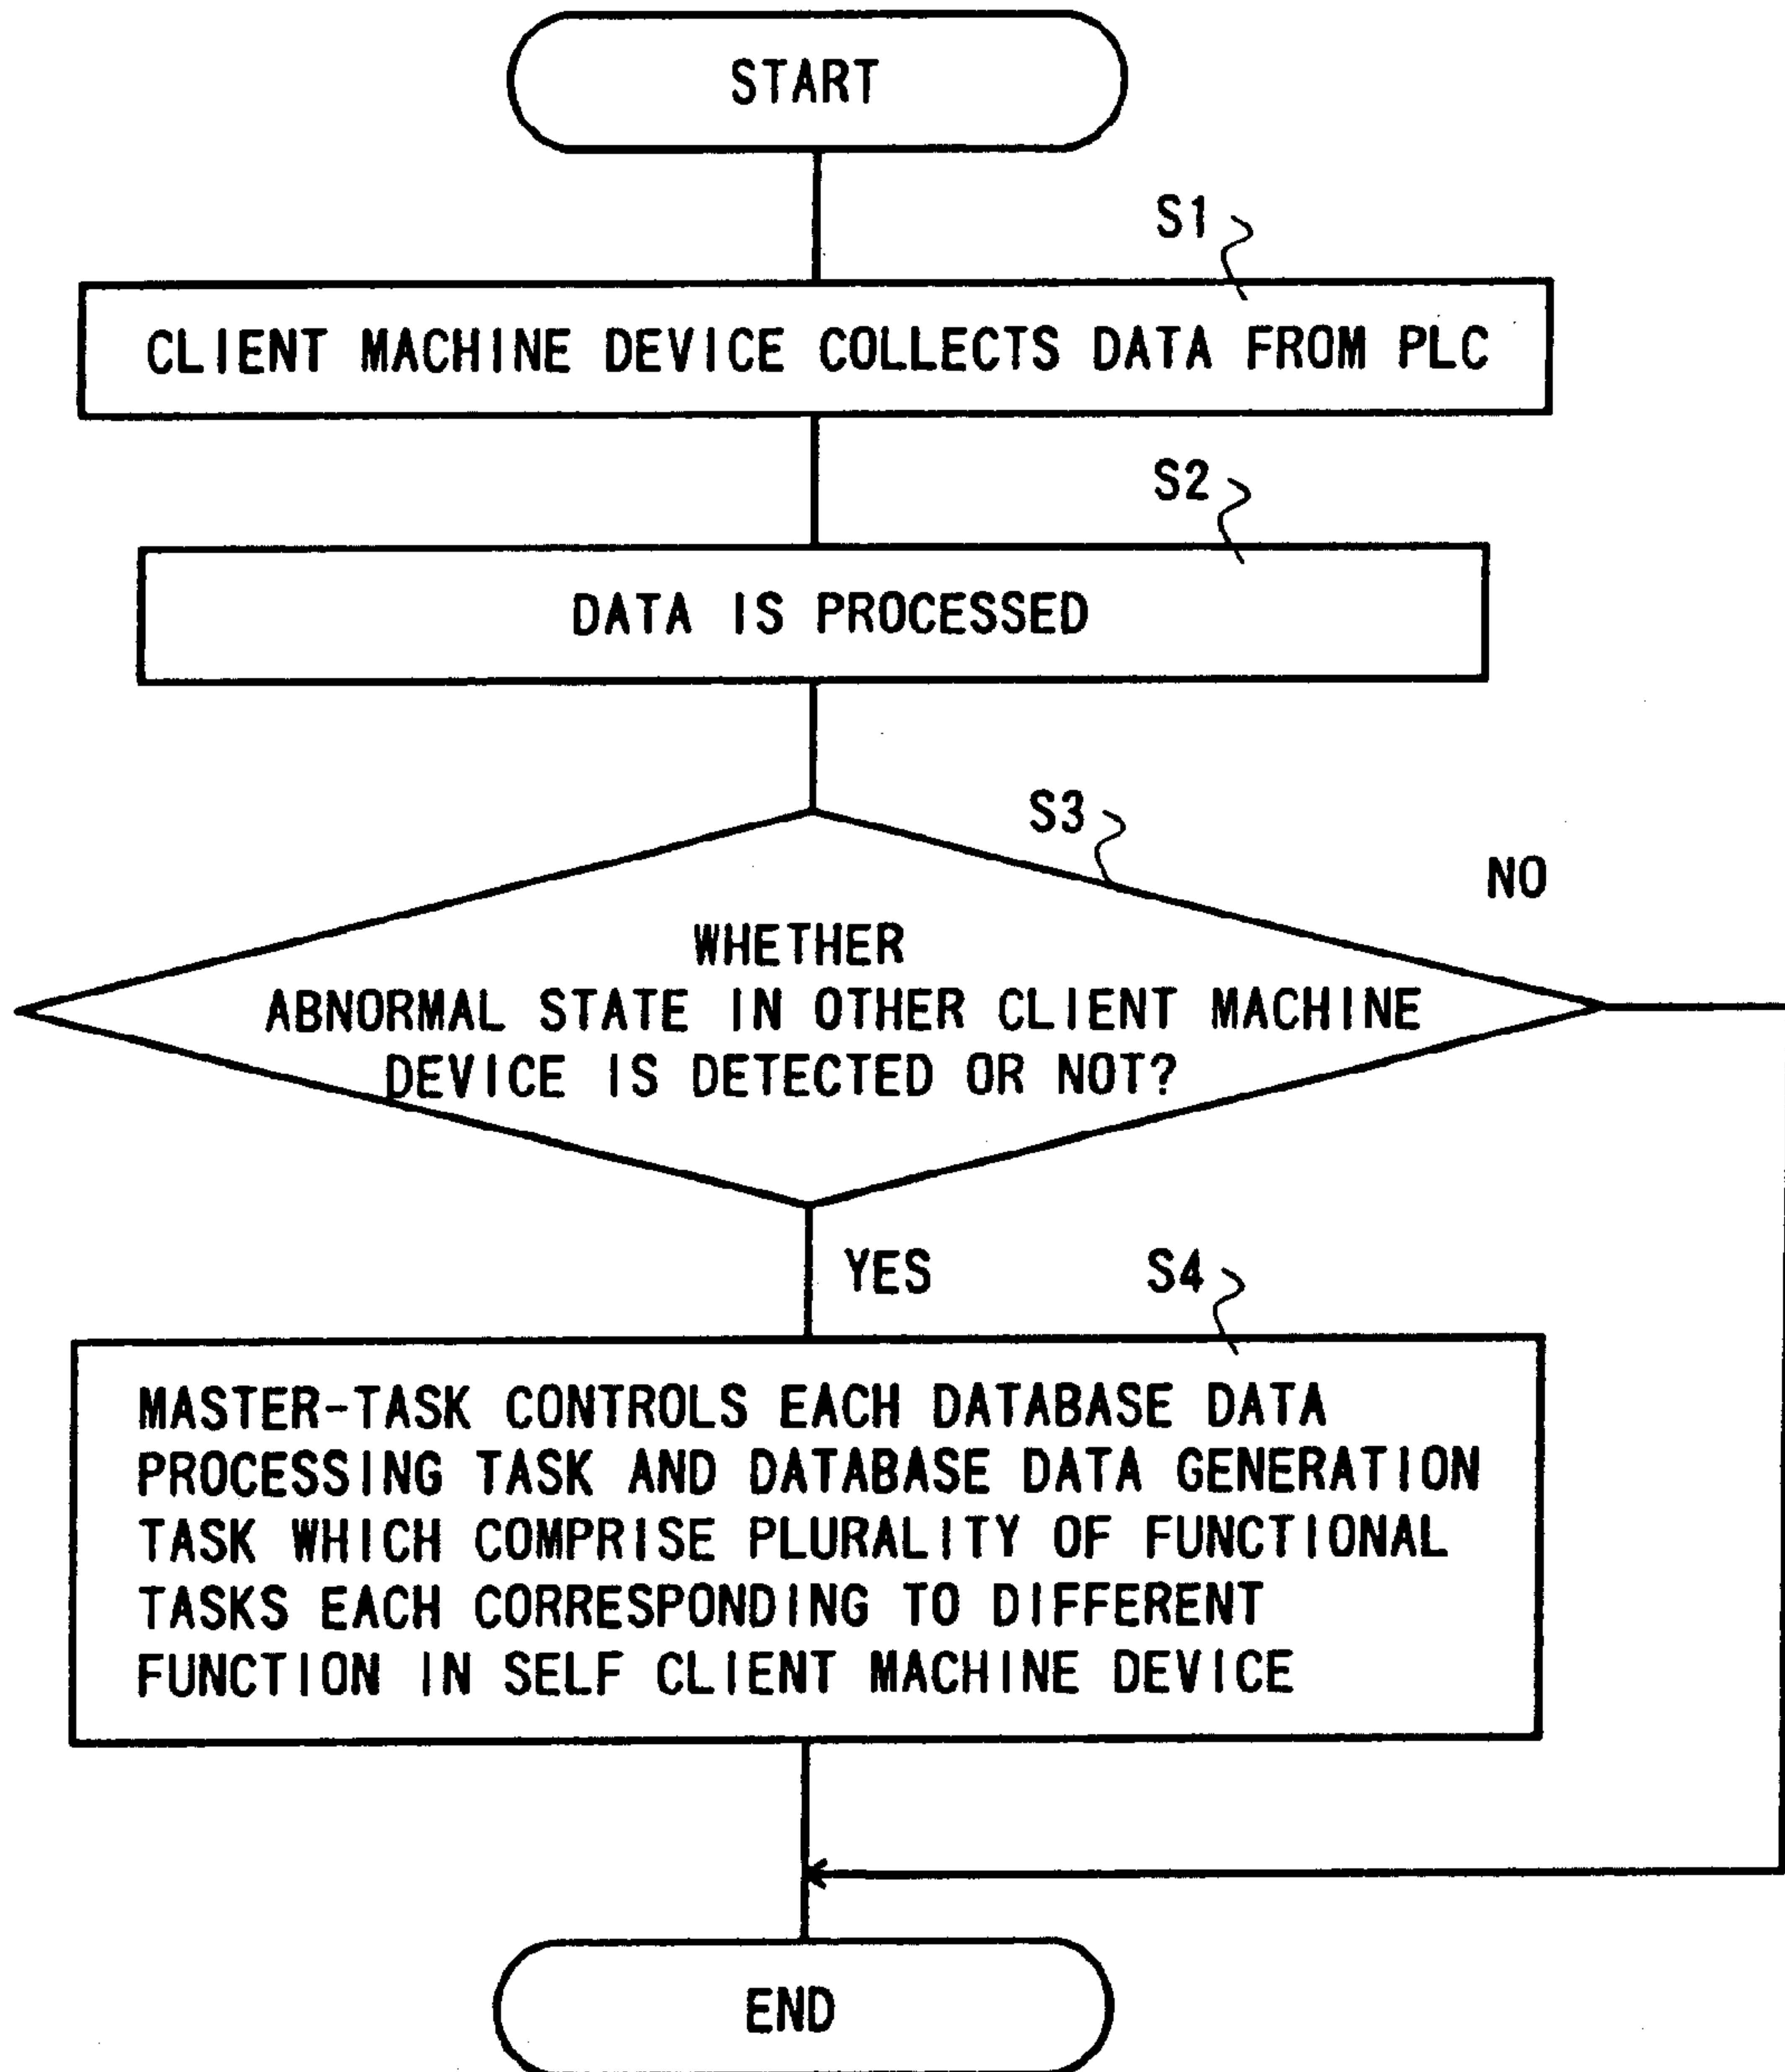 START
S1
CLIENT MACHINE DEVICE COLLECTS DATA FROM PLC
S2
DATA IS PROCESSED
S3
NO
WHETHER
ABNORMAL STATE IN OTHER CLIENT MACHINE
DEVICE IS DETECTED OR NOT?
YES
S4
MASTER-TASK CONTROLS EACH DATABASE DATA
PROCESSING TASK AND DATABASE DATA GENERATION
TASK WHICH COMPRISE PLURALITY OF FUNCTIONAL
TASKS EACH CORRESPONDING TO DIFFERENT
FUNCTION IN SELF CLIENT MACHINE DEVICE
END